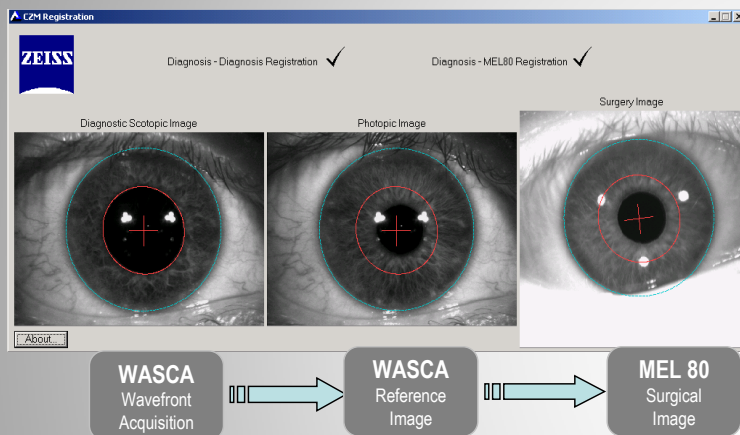 CZM Registration
ZEISS
Diagnosis - Diagnosis Registration
Diagnosis - MEL80 Registration
Diagnostic Scotopic Image
Photopic Image
Surgery Image
About...
WASCA
Wavefront
Acquisition
WASCA
Reference
Image
MEL 80
Surgical
Image